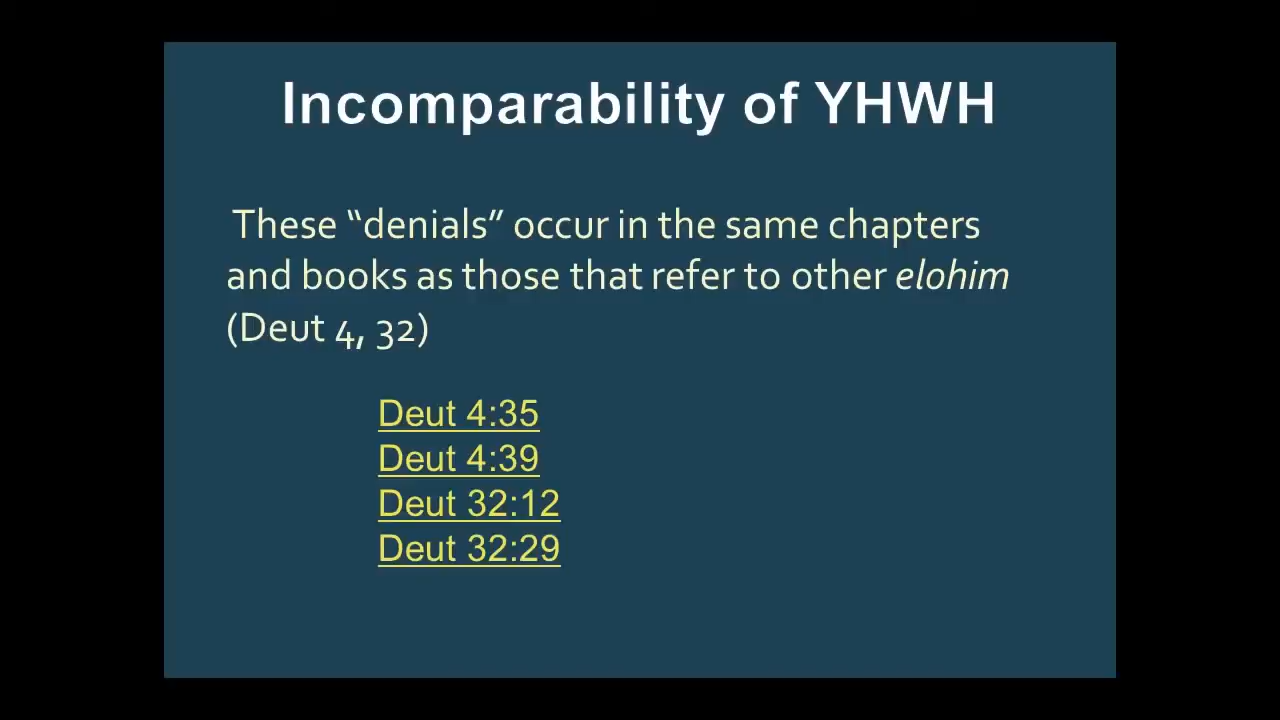 Incomparability of YHWH
These “denials” occur in the same chapters
and books as those that refer to other elohim
(Deut 4, 32)
Deut 4:35
Deut 4:39
Deut 32:12
Deut 32:29